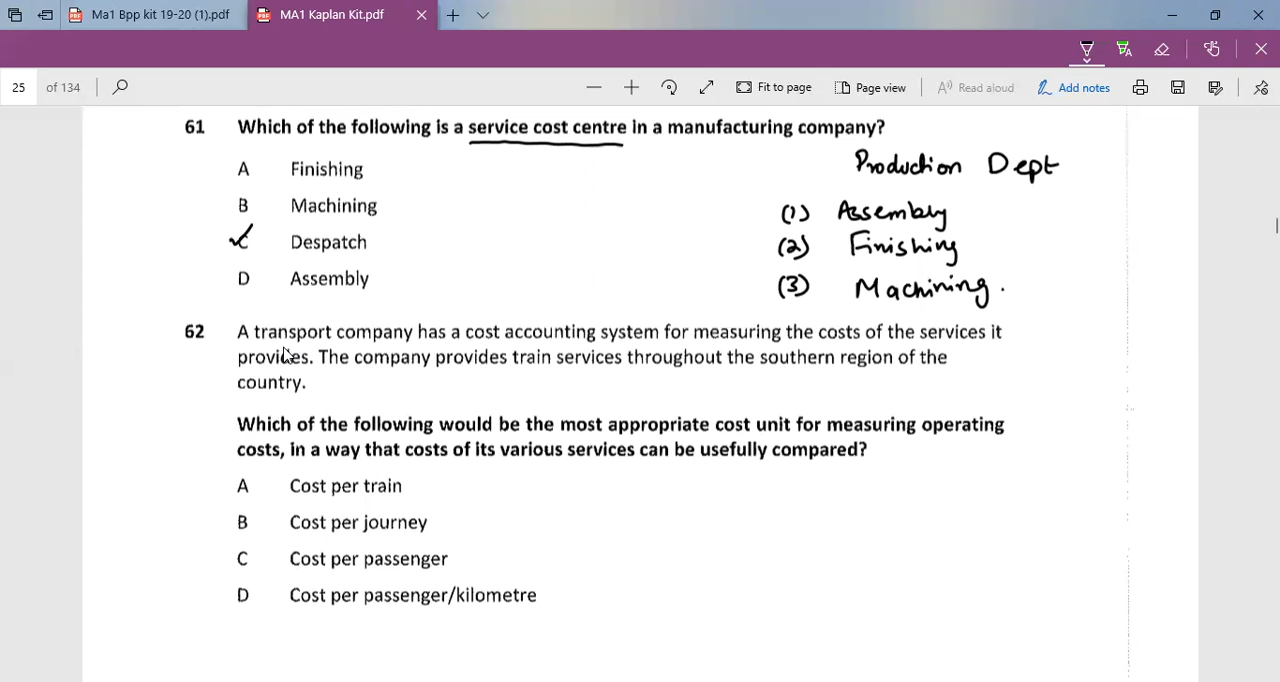 Ma1 Bpp kit 19-20 (1).pdf
MA1 Kaplan Kit.pdf
25 of 134
Fit to page
Page view
Read aloud
Add notes
61 Which of the following is a service cost centre in a manufacturing company?
Production Dept
A Finishing
B Machining
(1) Assembly
C Despatch
(2) Finishing
D Assembly
(3) Machining.
62 A transport company has a cost accounting system for measuring the costs of the services it
provides. The company provides train services throughout the southern region of the
country.
Which of the following would be the most appropriate cost unit for measuring operating
costs, in a way that costs of its various services can be usefully compared?
A Cost per train
B Cost per journey
C Cost per passenger
D Cost per passenger/kilometre